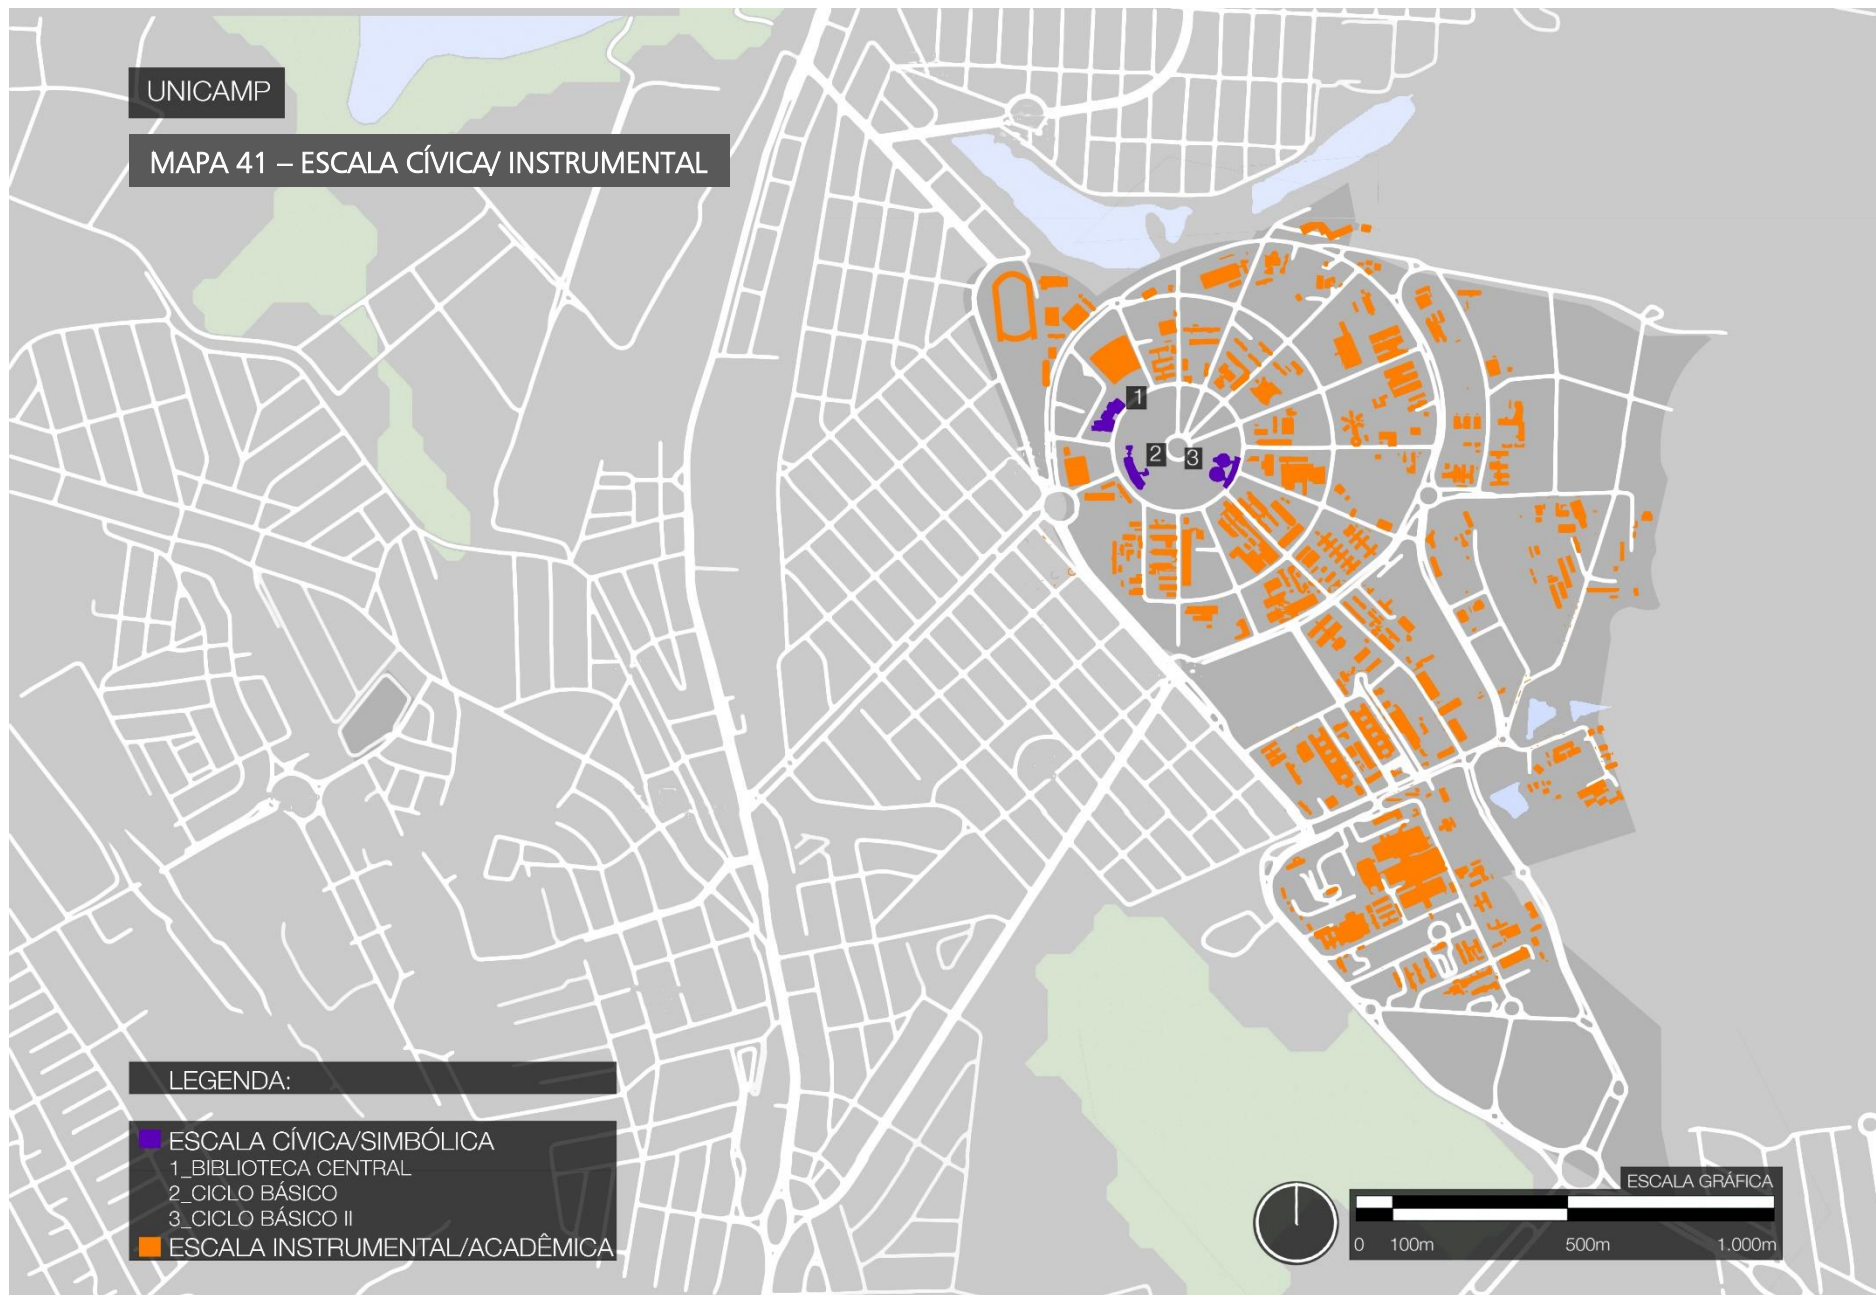 UNICAMP
MAPA 41 – ESCALA CÍVICA/ INSTRUMENTAL
1
2
3
LEGENDA:
ESCALA CÍVICA/SIMBÓLICA
1_BIBLIOTECA CENTRAL
2_CICLO BÁSICO
3_CICLO BÁSICO II
ESCALA INSTRUMENTAL/ACADÊMICA
ESCALA GRÁFICA
0 100m 500m 1.000m